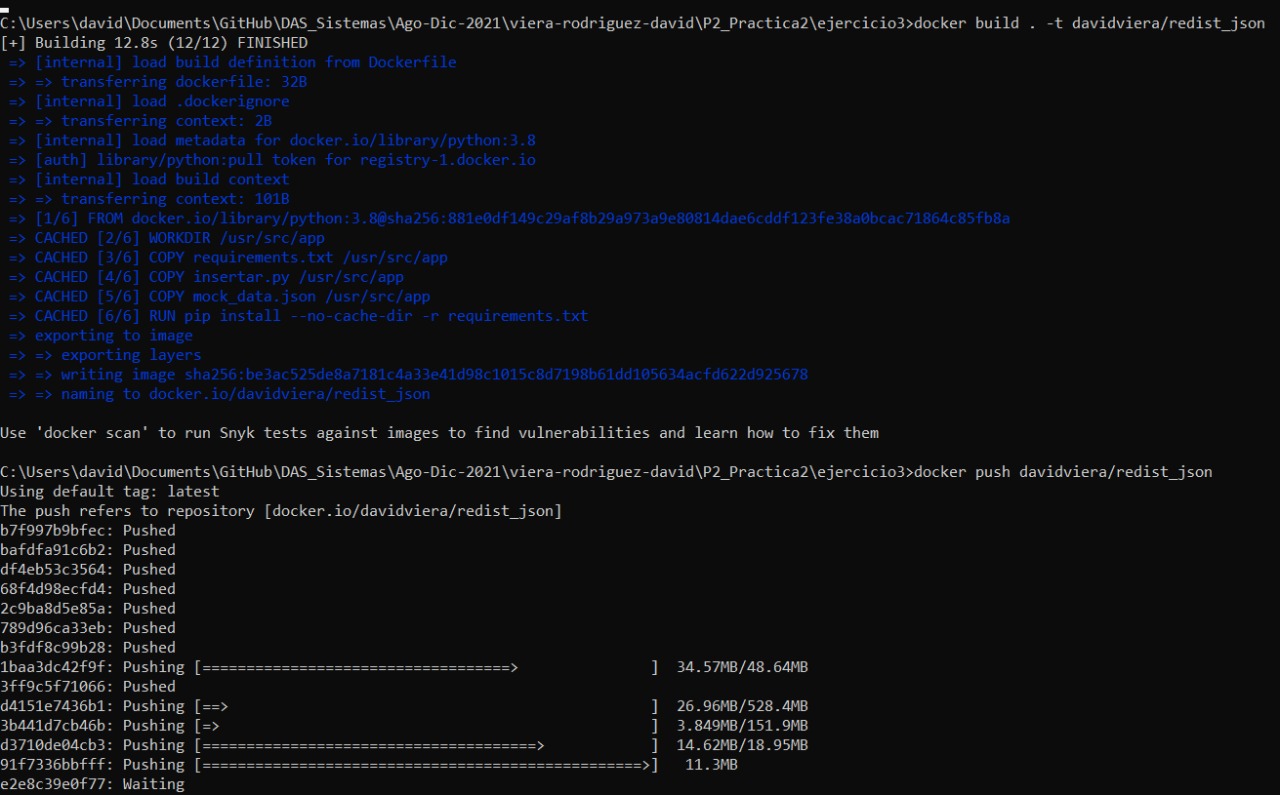 C:\Users\david\Documents\GitHub\DAS_Sistemas\Ago-Dic-2021\viera-rodriguez-david\P2_Practica2\ejercicio3>docker build . -t davidviera/redist_json
[+] Building 12.8s (12/12) FINISHED
=> [internal] load build definition from Dockerfile
=> => transferring dockerfile: 32B
=> [internal] load .dockerignore
=> => transferring context: 2B
=> [internal] load metadata for docker.io/library/python:3.8
=> [auth] library/python:pull token for registry-1.docker.io
=> [internal] load build context
=> => transferring context: 101B
=> [1/6] FROM docker.io/library/python:3.8@sha256:881e0df149c29af8b29a973a9e80814dae6cddf123fe38a0bcac71864c85fb8a
=> CACHED [2/6] WORKDIR /usr/src/app
=> CACHED [3/6] COPY requirements.txt /usr/src/app
=> CACHED [4/6] COPY insertar.py /usr/src/app
=> CACHED [5/6] COPY mock_data.json /usr/src/app
=> CACHED [6/6] RUN pip install --no-cache-dir -r requirements.txt
=> exporting to image
=> => exporting layers
=> => writing image sha256:be3ac525de8a7181c4a33e41d98c1015c8d7198b61dd105634acfd622d925678
=> => naming to docker.io/davidviera/redist_json
Use 'docker scan' to run Snyk tests against images to find vulnerabilities and learn how to fix them
C:\Users\david\Documents\GitHub\DAS_Sistemas\Ago-Dic-2021\viera-rodriguez-david\P2_Practica2\ejercicio3>docker push davidviera/redist_json
Using default tag: latest
The push refers to repository [docker.io/davidviera/redist_json]
b7f997b9bfec: Pushed
bafdfa91c6b2: Pushed
df4eb53c3564: Pushed
68f4d98ecfd4: Pushed
2c9ba8d5e85a: Pushed
789d96ca33eb: Pushed
b3fdf8c99b28: Pushed
1baa3dc42f9f: Pushing [===================================>               ]  34.57MB/48.64MB
3ff9c5f71066: Pushed
d4151e7436b1: Pushing [==>                                                ]  26.96MB/528.4MB
3b441d7cb46b: Pushing [=>                                                 ]  3.849MB/151.9MB
d3710de04cb3: Pushing [======================================>            ]  14.62MB/18.95MB
91f7336bbfff: Pushing [==================================================>]   11.3MB
e2e8c39e0f77: Waiting